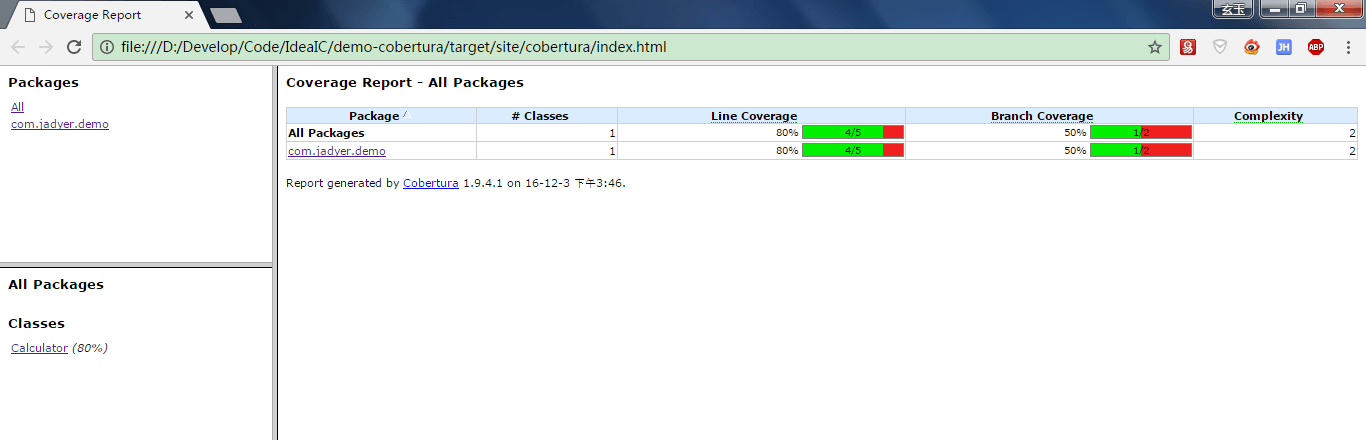 Coverage Report
玄玉
file:///D:/Develop/Code/IdeaIC/demo-cobertura/target/site/cobertura/index.html
JH
ABP
Packages
All
com.jadyer.demo
All Packages
Classes
Calculator (80%)
Coverage Report - All Packages
Package # Classes Line Coverage Branch Coverage Complexity
All Packages 1 80% 4/5 50% 1/2 2
com.jadyer.demo 1 80% 4/5 50% 1/2 2
Report generated by Cobertura 1.9.4.1 on 16-12-3 下午3:46.